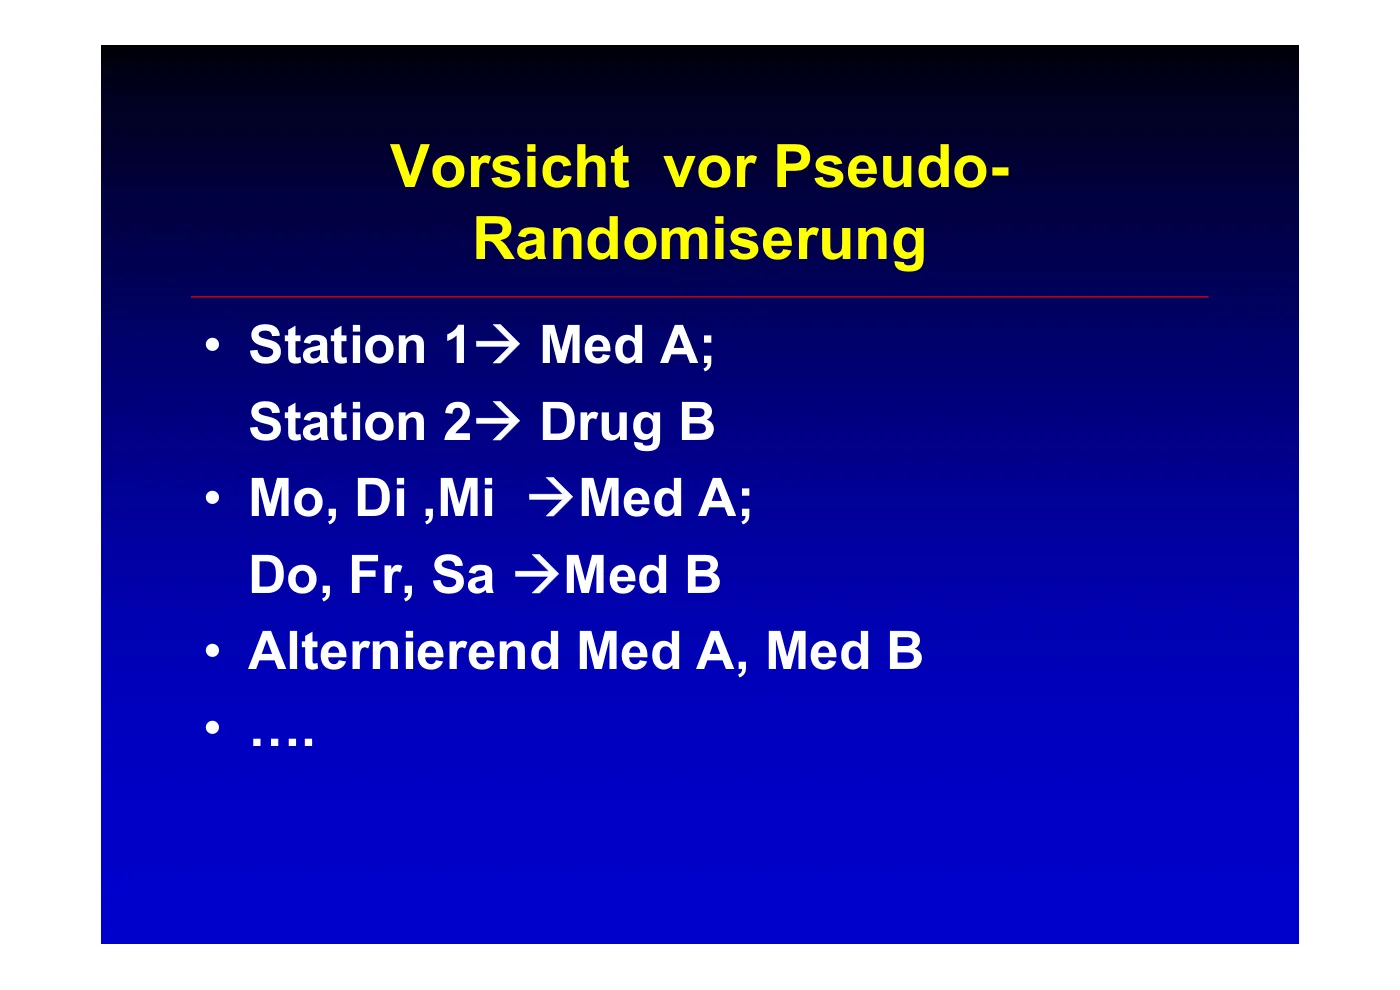 Vorsicht  vor Pseudo-
Randomiserung
• Station 1→ Med A;
Station 2→ Drug B
• Mo, Di ,Mi  →Med A;
Do, Fr, Sa →Med B
• Alternierend Med A, Med B
• ….